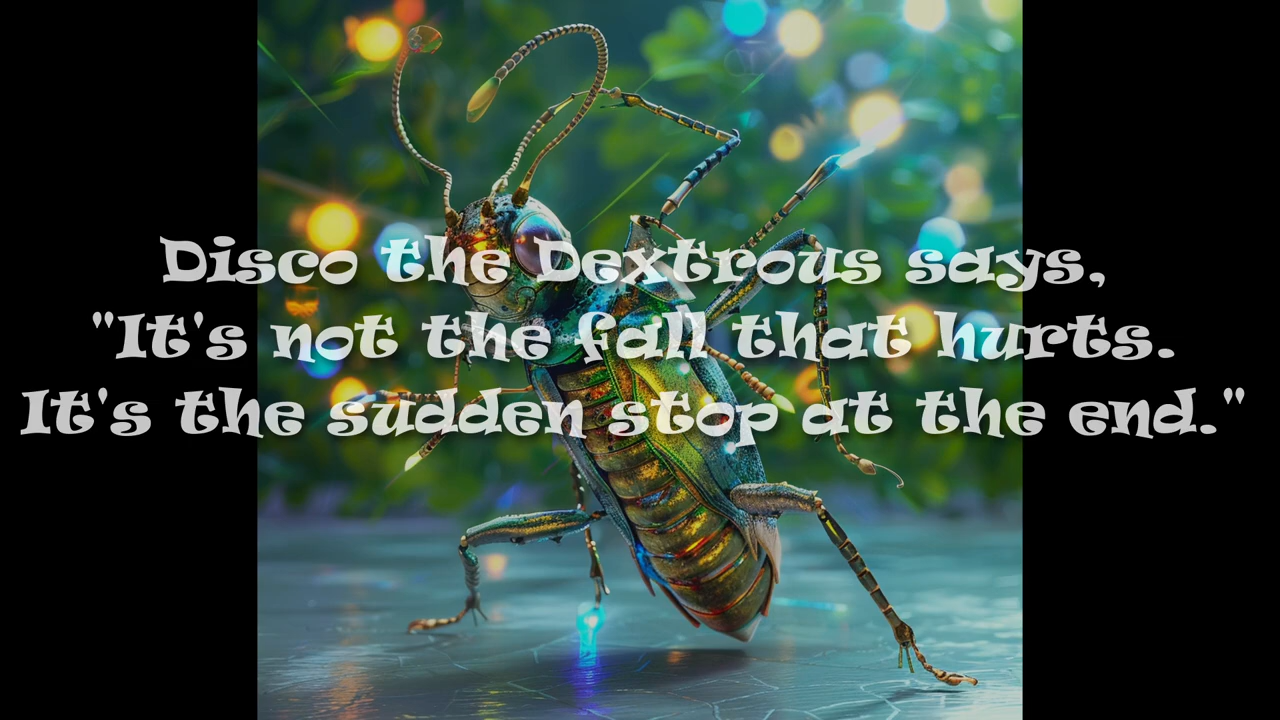 Disco the Dextrous says,
"It's not the fall that hurts.
It's the sudden stop at the end."